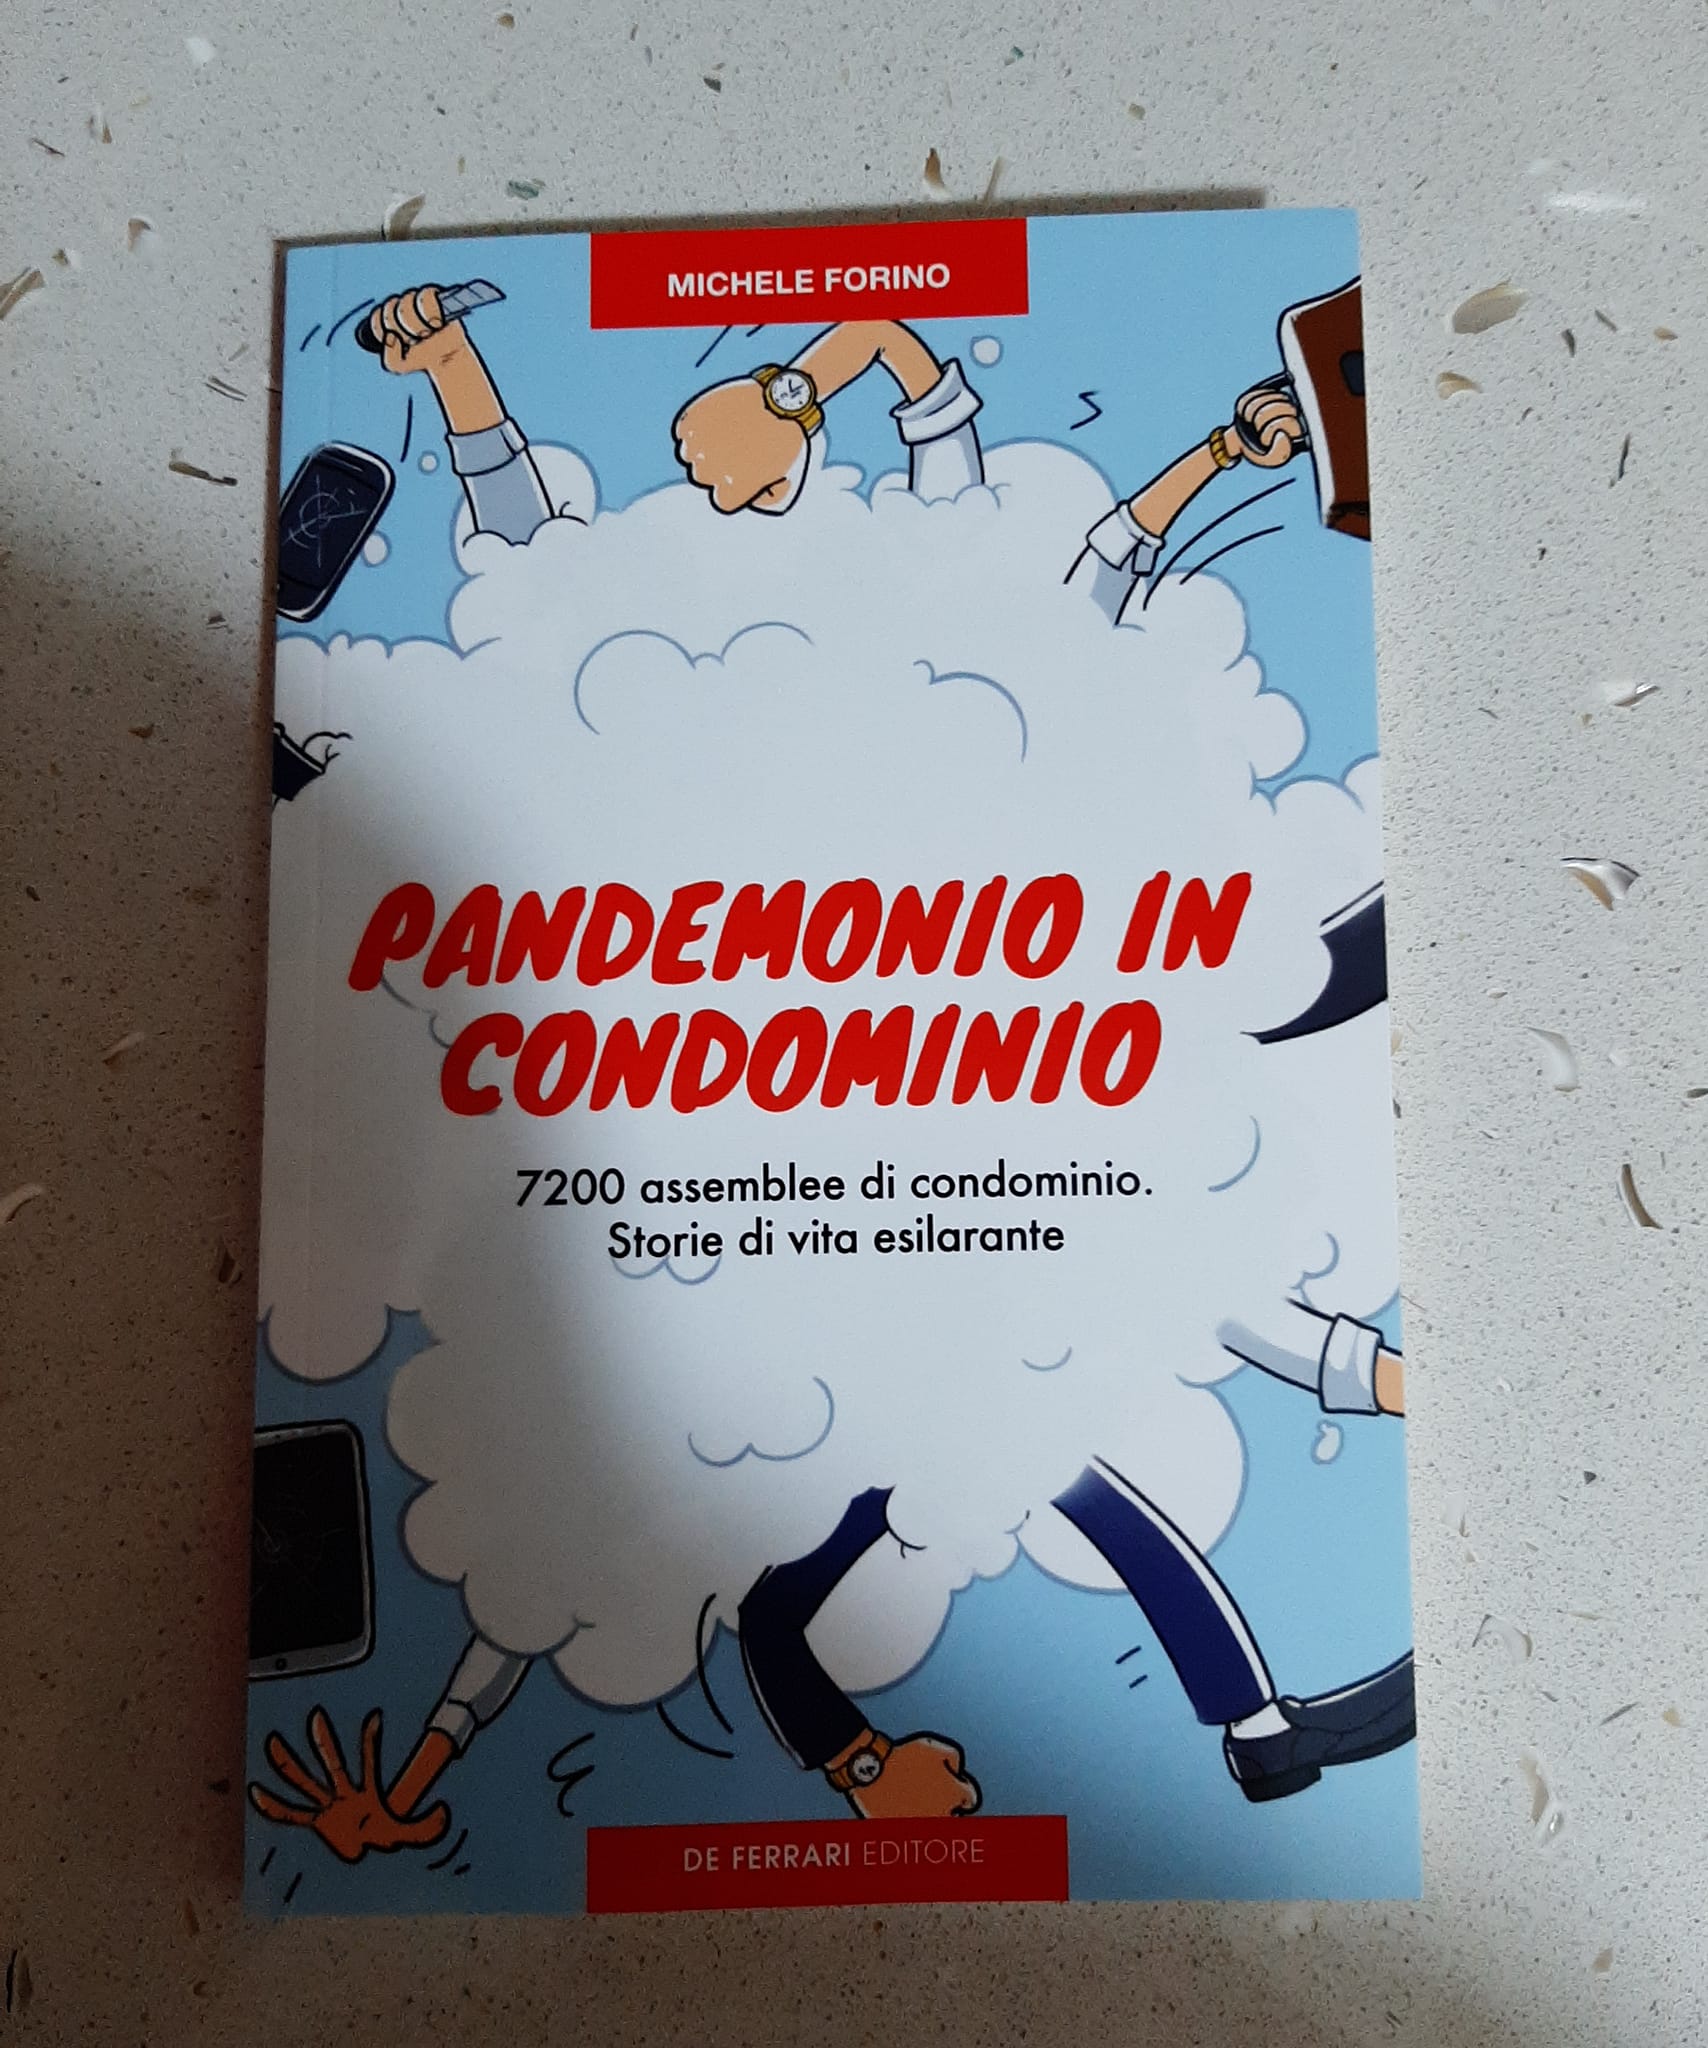 MICHELE FORINO
PANDEMONIO IN
CONDOMINIO
7200 assemblee di condominio.
Storie di vita esilarante
DE FERRARI EDITORE